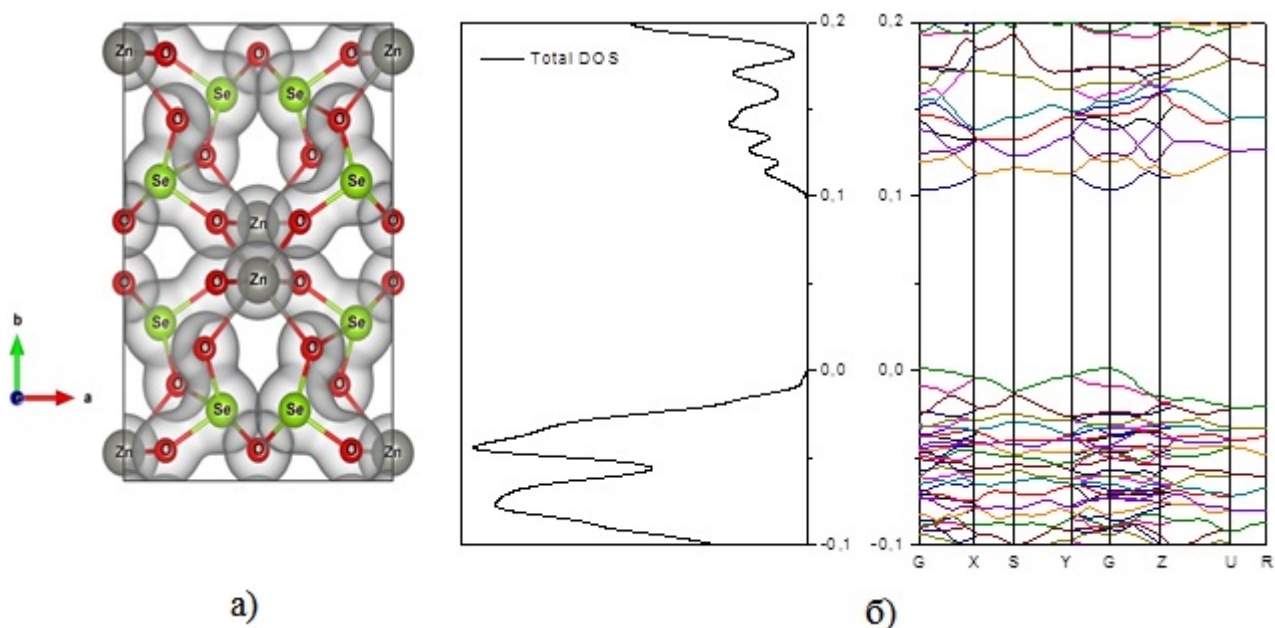 Zn O O O Zn
Se Se
O O
O O
Se Se
O O Zn O O
O O Zn O O
Se Se
O O
O O
Se Se
Zn O O O Zn
b
a
Total DOS
0,2
0,1
0,0
-0,1
0,2
0,1
0,0
-0,1
G X S Y G Z U R
а)
б)